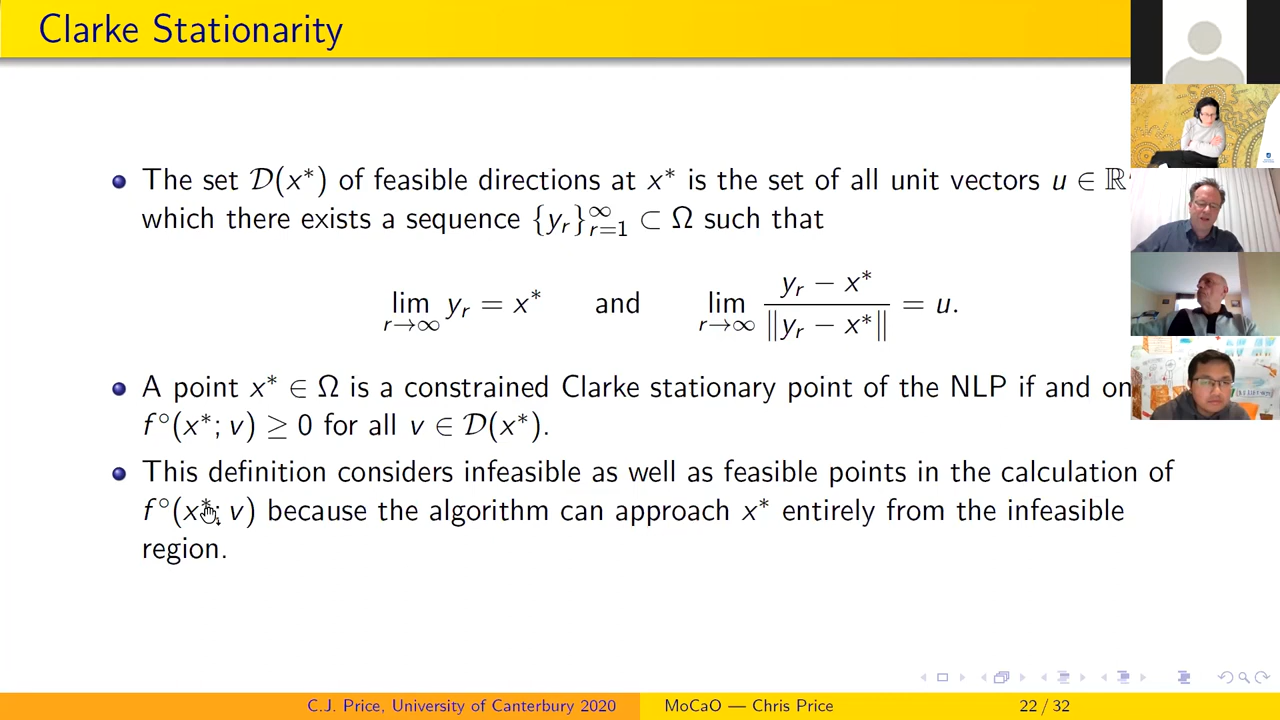 Clarke Stationarity
The set 𝒟(x*) of feasible directions at x* is the set of all unit vectors u ∈ ℝ
which there exists a sequence {y_r}_{r=1}^∞ ⊂ Ω such that
lim_{r→∞} y_r = x* and lim_{r→∞} (y_r − x*)/‖y_r − x*‖ = u.
A point x* ∈ Ω is a constrained Clarke stationary point of the NLP if and
f°(x*; v) ≥ 0 for all v ∈ 𝒟(x*).
This definition considers infeasible as well as feasible points in the calculation of
f°(x*; v) because the algorithm can approach x* entirely from the infeasible
region.
C.J. Price, University of Canterbury 2020 MoCaO — Chris Price 22 / 32